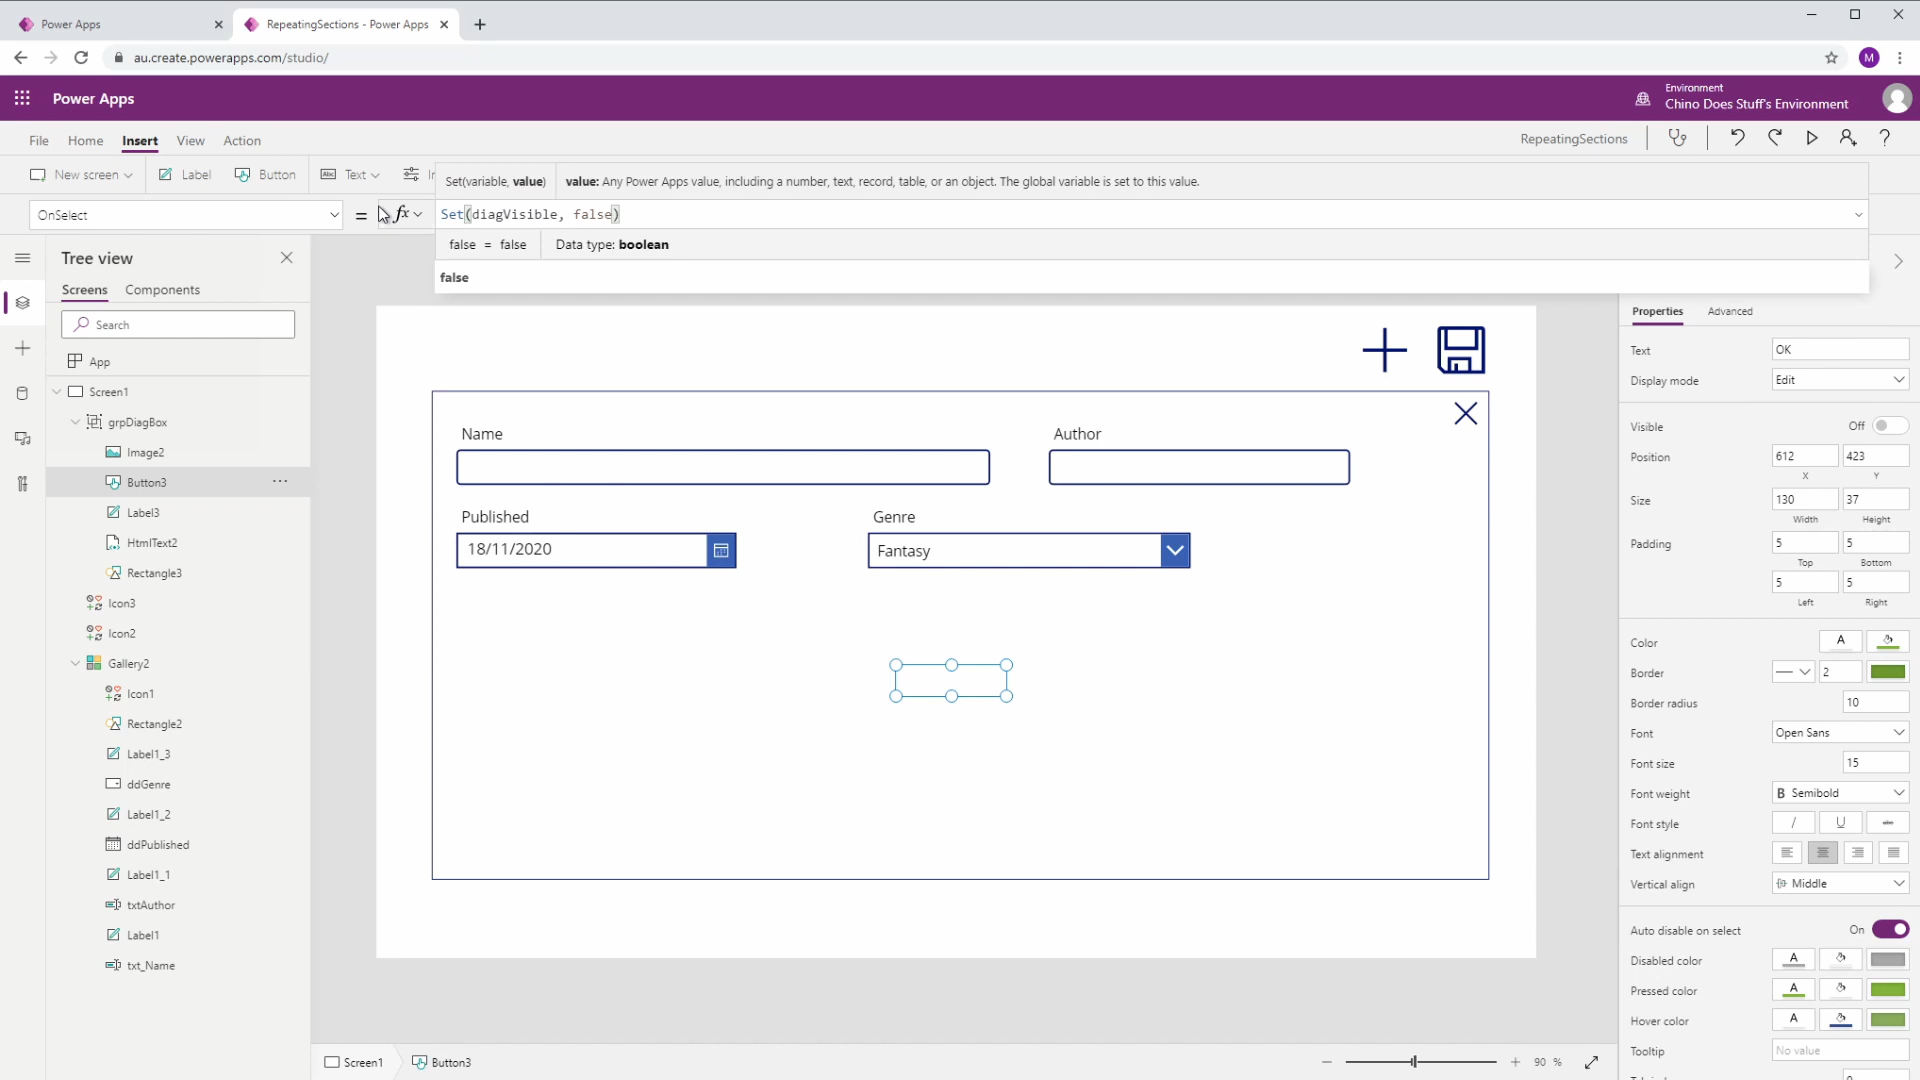 Power Apps
RepeatingSections - Power Apps
au.create.powerapps.com/studio/
M
Power Apps
Environment
Chino Does Stuff's Environment
File
Home
Insert
View
Action
RepeatingSections
?
New screen
Label
Button
Abc
Text
Set(variable, value)
value: Any Power Apps value, including a number, text, record, table, or an object. The global variable is set to this value.
OnSelect
=
fx
Set(diagVisible, false)
false = false
Data type: boolean
false
Tree view
Screens
Components
Search
App
Screen1
grpDiagBox
Image2
Button3
...
Label3
HtmlText2
Rectangle3
Icon3
Icon2
Gallery2
Icon1
Rectangle2
Label1_3
ddGenre
Label1_2
ddPublished
Label1_1
txtAuthor
Label1
txt_Name
Name
Author
Published
Genre
18/11/2020
Fantasy
Properties
Advanced
Text
OK
Display mode
Edit
Visible
Off
Position
612
423
X
Y
Size
130
37
Width
Height
Padding
5
5
Top
Bottom
5
5
Left
Right
Color
A
Border
2
Border radius
10
Font
Open Sans
Font size
15
Font weight
B Semibold
Font style
/
U
abc
Text alignment
Vertical align
Middle
Auto disable on select
On
Disabled color
A
Pressed color
A
Hover color
A
Tooltip
No value
Screen1
Button3
90 %